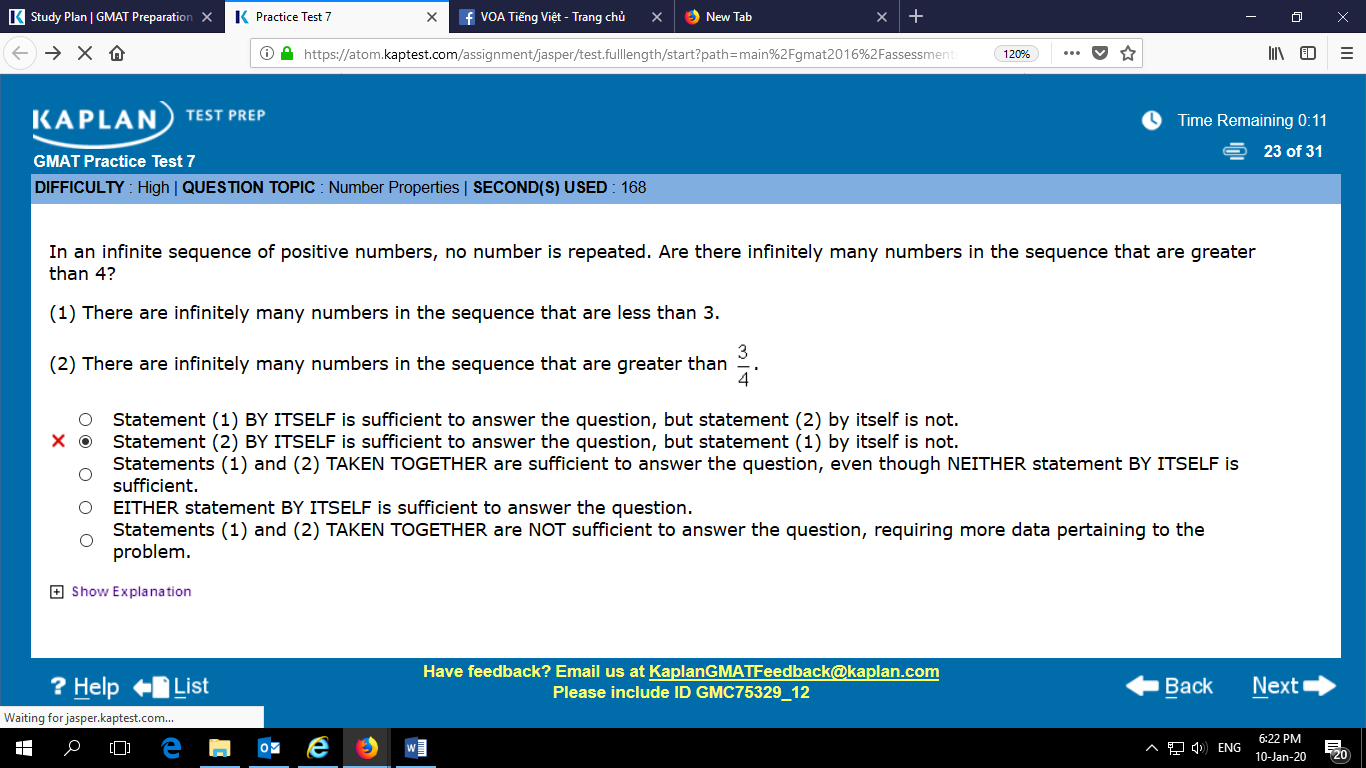 Study Plan | GMAT Preparation
Practice Test 7
VOA Tiếng Việt - Trang chủ
New Tab
https://atom.kaptest.com/assignment/jasper/test.fulllength/start?path=main%2Fgmat2016%2Fassessment
120%
KAPLAN TEST PREP
Time Remaining 0:11
GMAT Practice Test 7
23 of 31
DIFFICULTY : High | QUESTION TOPIC : Number Properties | SECOND(S) USED : 168
In an infinite sequence of positive numbers, no number is repeated. Are there infinitely many numbers in the sequence that are greater
than 4?
(1) There are infinitely many numbers in the sequence that are less than 3.
(2) There are infinitely many numbers in the sequence that are greater than 3/4.
Statement (1) BY ITSELF is sufficient to answer the question, but statement (2) by itself is not.
Statement (2) BY ITSELF is sufficient to answer the question, but statement (1) by itself is not.
Statements (1) and (2) TAKEN TOGETHER are sufficient to answer the question, even though NEITHER statement BY ITSELF is
sufficient.
EITHER statement BY ITSELF is sufficient to answer the question.
Statements (1) and (2) TAKEN TOGETHER are NOT sufficient to answer the question, requiring more data pertaining to the
problem.
Show Explanation
Have feedback? Email us at KaplanGMATFeedback@kaplan.com
Please include ID GMC75329_12
? Help
List
Back
Next
Waiting for jasper.kaptest.com...
ENG
6:22 PM
10-Jan-20
20